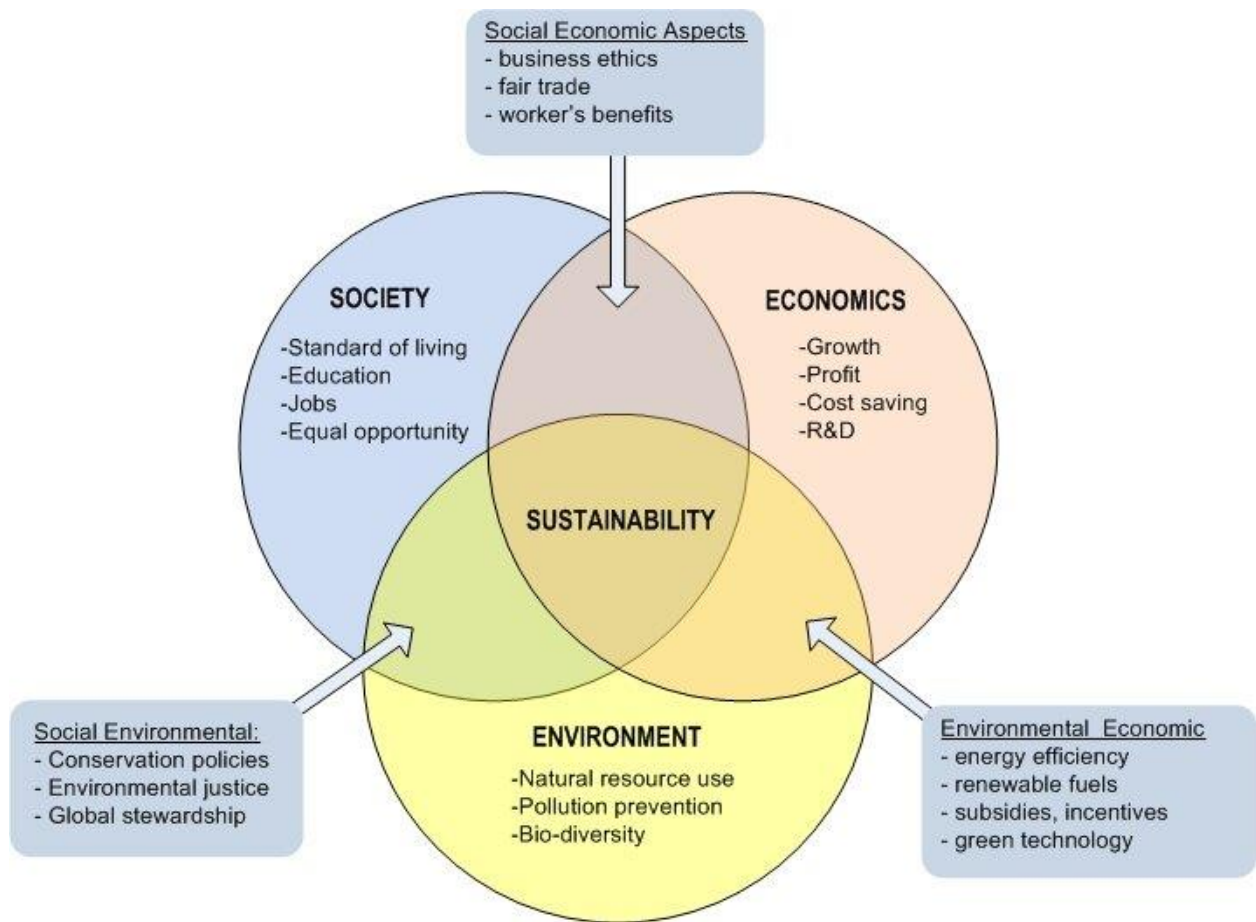 Social Economic Aspects
- business ethics
- fair trade
- worker's benefits
SOCIETY
-Standard of living
-Education
-Jobs
-Equal opportunity
ECONOMICS
-Growth
-Profit
-Cost saving
-R&D
SUSTAINABILITY
Social Environmental:
- Conservation policies
- Environmental justice
- Global stewardship
ENVIRONMENT
-Natural resource use
-Pollution prevention
-Bio-diversity
Environmental Economic
- energy efficiency
- renewable fuels
- subsidies, incentives
- green technology